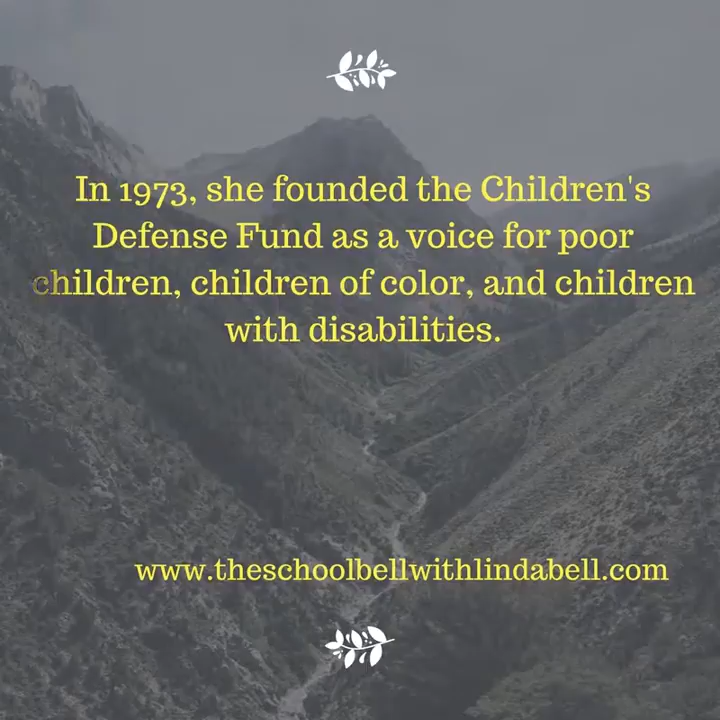 In 1973, she founded the Children's
Defense Fund as a voice for poor
children, children of color, and children
with disabilities.
www.theschoolbellwithlindabell.com